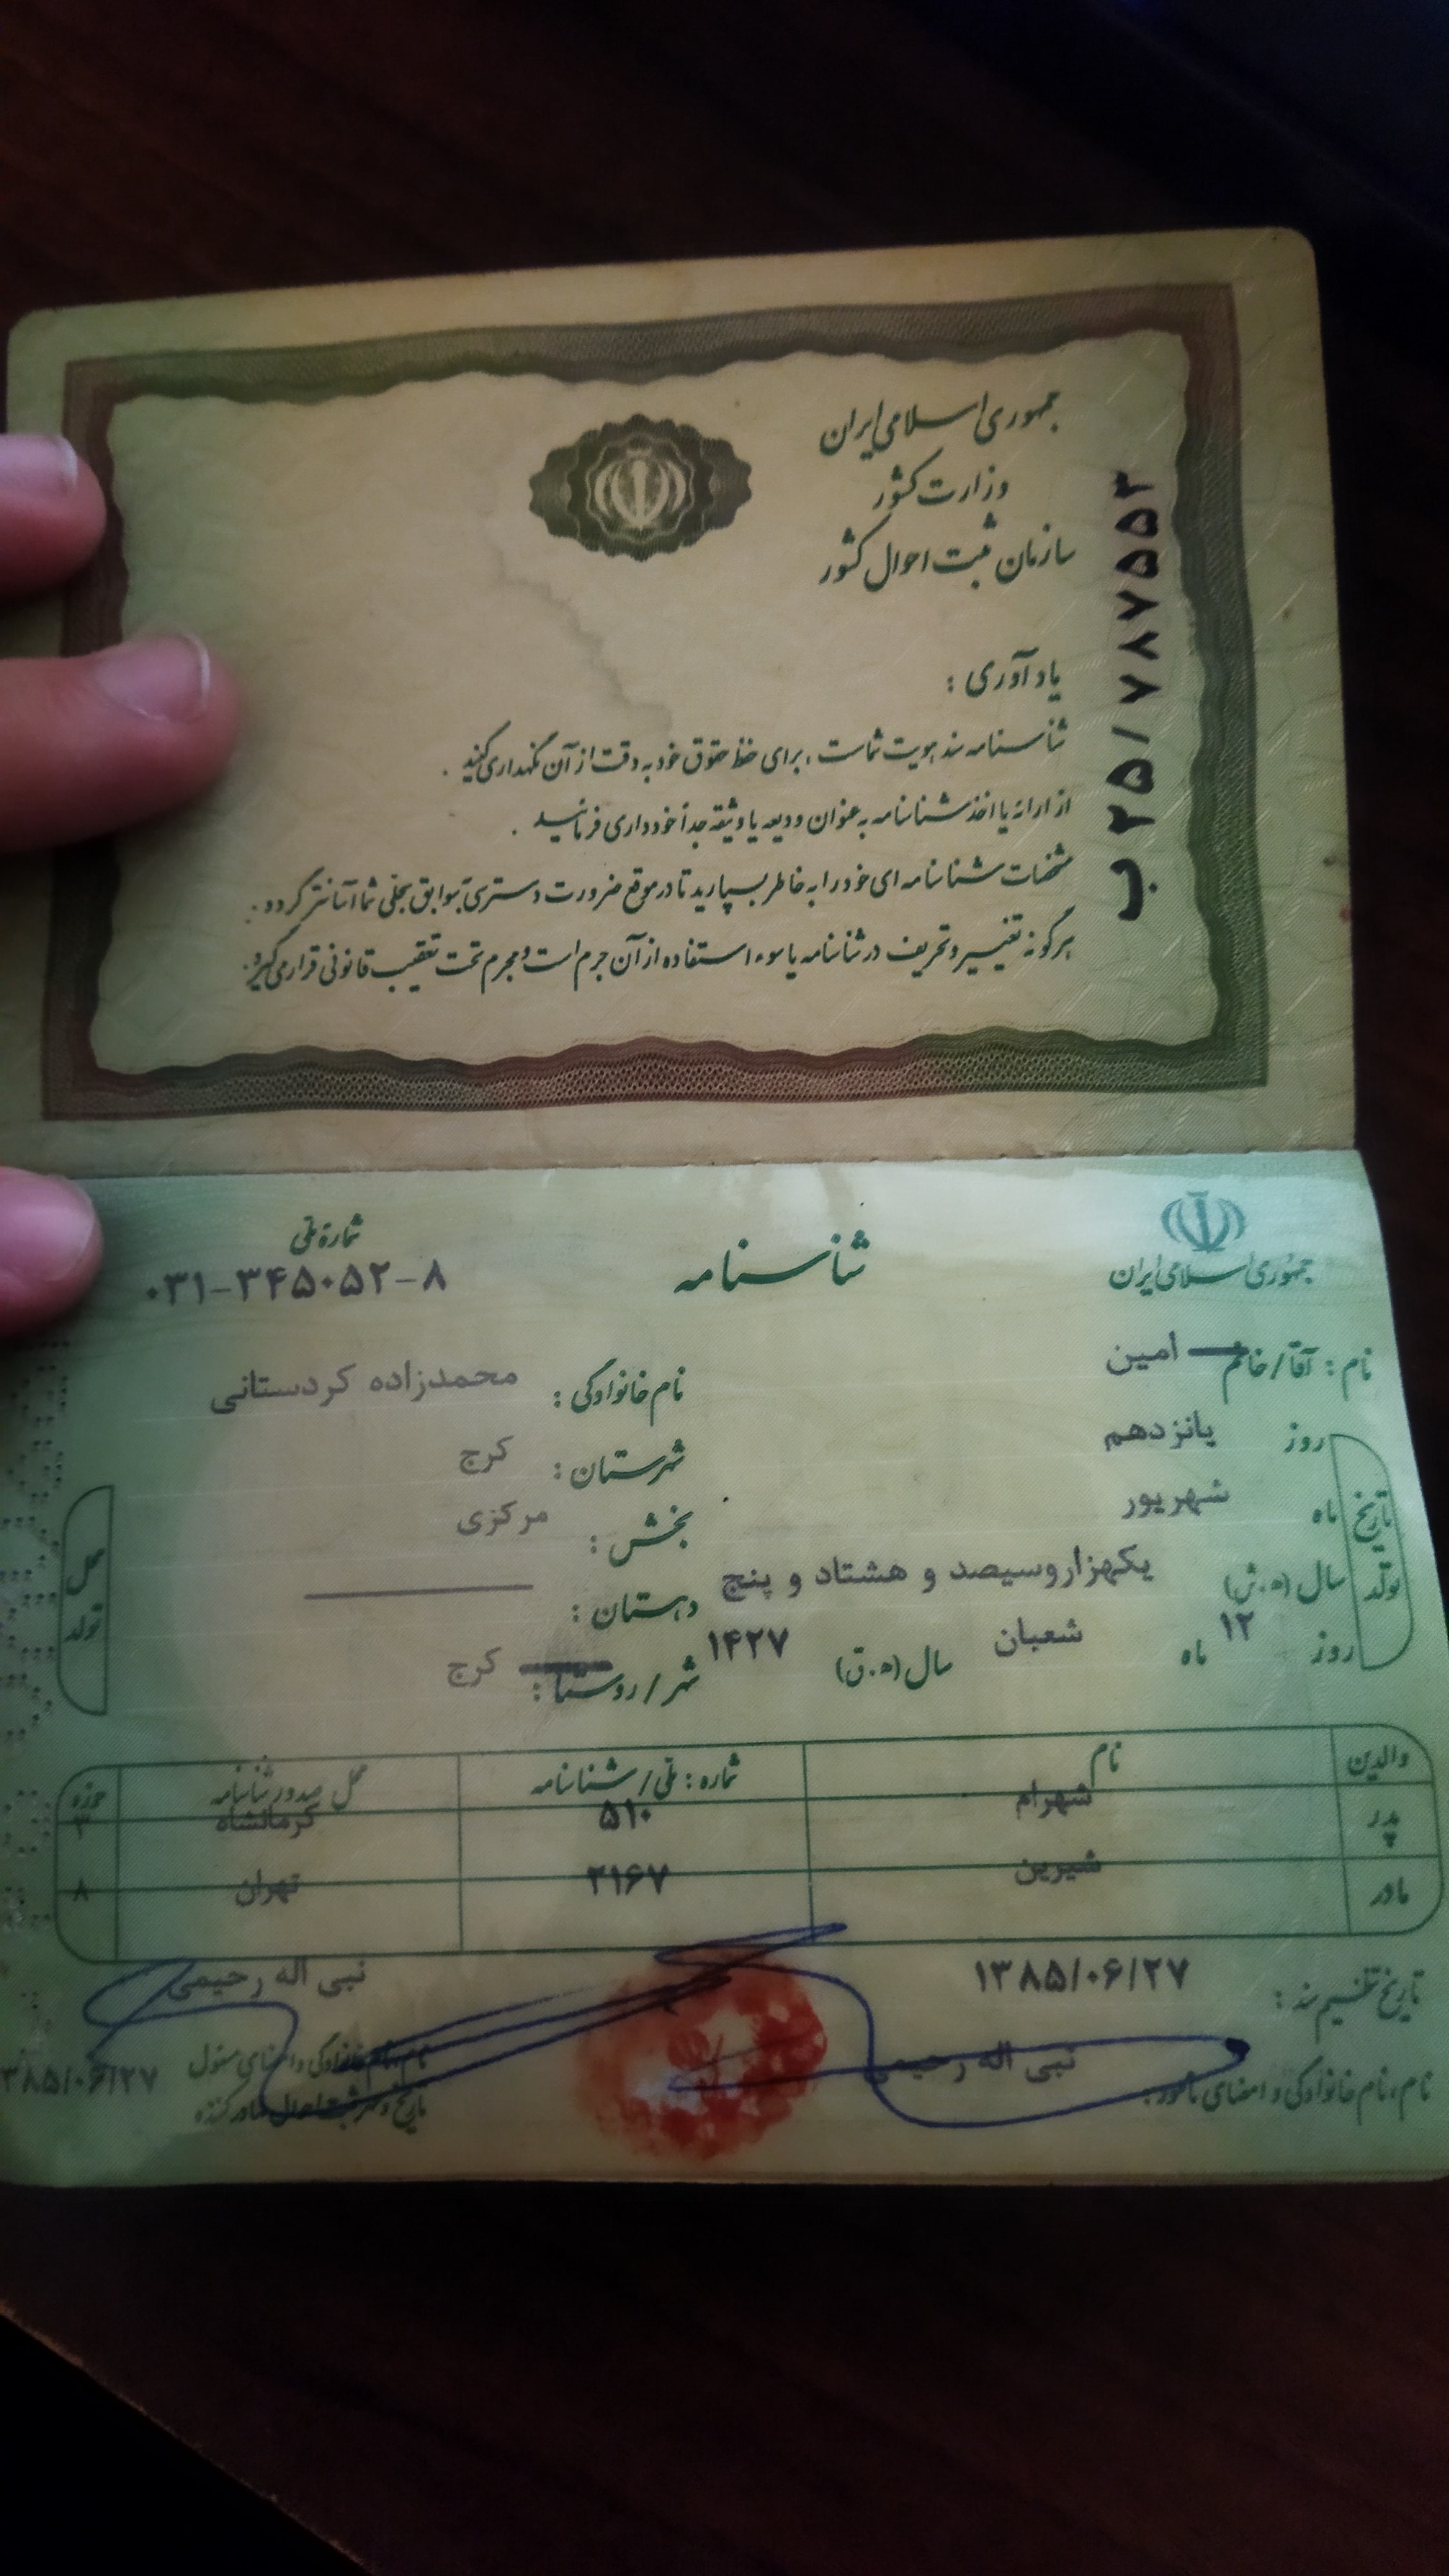 جمهوری اسلامی ایران
وزارت کشور
سازمان ثبت احوال کشور
ب ۲۵/۷۸۷۵۵۳
یادآوری :
شناسنامه سند هویت شماست ، برای حفظ حقوق خود به دقت از آن نگهداری کنید .
از ارائه یا اخذ شناسنامه به عنوان ودیعه یا وثیقه جداً خودداری فرمائید .
مشخصات شناسنامه ای خود را به خاطر بسپارید تا در موقع ضرورت دسترسی به سوابق سجلی شما آسانتر گردد .
هرگونه تغییر و تحریف در شناسنامه یا سوء استفاده از آن جرم است و مجرم تحت تعقیب قانونی قرار می گیرد.
جمهوری اسلامی ایران
شناسنامه
شماره ملی
۰۳۱-۳۴۵۰۵۲-۸
نام : آقا/خانم امین
نام خانوادگی : محمدزاده کردستانی
تاریخ تولد
روز پانزدهم
ماه شهریور
سال (ه.ش) یکهزاروسیصد و هشتاد و پنج
روز ۱۲ ماه شعبان سال (ه.ق) ۱۴۲۷
محل تولد
شهرستان : کرج
بخش : مرکزی
دهستان :
شهر/روستا : کرج
والدین نام شماره : ملی/شناسنامه محل صدور شناسنامه حوزه
پدر شهرام ۵۱۰ کرمانشاه ۳
مادر شیرین ۲۱۶۷ تهران ۸
تاریخ تنظیم سند : ۱۳۸۵/۰۶/۲۷
نام،نام خانوادگی و امضای مامور : نبی اله رحیمی
نبی اله رحیمی
نام،نام خانوادگی و امضای مسئول
تاریخ و مهر ثبت احوال صادرکننده
۳۸۵/۰۶/۲۷